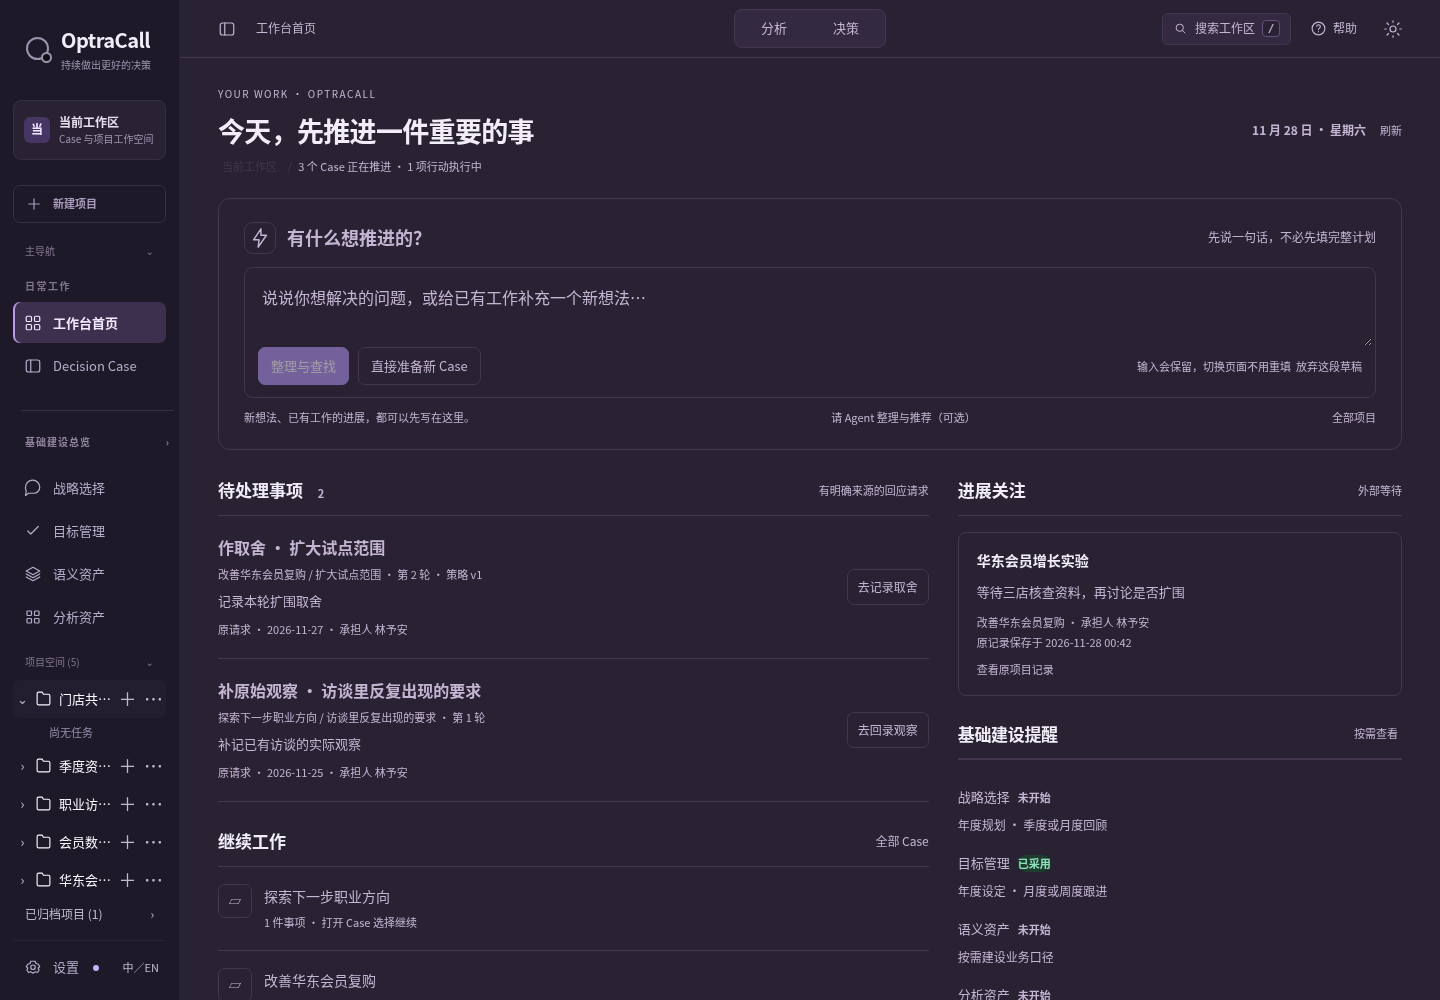 OptraCall
持续做出更好的决策
当 当前工作区
Case 与项目工作空间
新建项目
主导航
日常工作
工作台首页
Decision Case
基础建设总览
战略选择
目标管理
语义资产
分析资产
项目空间 (5)
门店共…
尚无任务
季度资…
职业访…
会员数…
华东会…
已归档项目 (1)
设置
中／EN
工作台首页
分析
决策
搜索工作区 /
帮助
YOUR WORK · OPTRACALL
今天，先推进一件重要的事
11 月 28 日 · 星期六 刷新
当前工作区 / 3 个 Case 正在推进 · 1 项行动执行中
有什么想推进的？
先说一句话，不必先填完整计划
说说你想解决的问题，或给已有工作补充一个新想法…
整理与查找
直接准备新 Case
输入会保留，切换页面不用重填 放弃这段草稿
新想法、已有工作的进展，都可以先写在这里。
请 Agent 整理与推荐（可选）
全部项目
待处理事项 2
有明确来源的回应请求
作取舍 · 扩大试点范围
改善华东会员复购 / 扩大试点范围 · 第 2 轮 · 策略 v1
记录本轮扩围取舍
原请求 · 2026-11-27 · 承担人 林予安
去记录取舍
补原始观察 · 访谈里反复出现的要求
探索下一步职业方向 / 访谈里反复出现的要求 · 第 1 轮
补记已有访谈的实际观察
原请求 · 2026-11-25 · 承担人 林予安
去回录观察
继续工作
全部 Case
探索下一步职业方向
1 件事项 · 打开 Case 选择继续
改善华东会员复购
进展关注
外部等待
华东会员增长实验
等待三店核查资料，再讨论是否扩围
改善华东会员复购 · 承担人 林予安
原记录保存于 2026-11-28 00:42
查看原项目记录
基础建设提醒
按需查看
战略选择 未开始
年度规划 · 季度或月度回顾
目标管理 已采用
年度设定 · 月度或周度跟进
语义资产 未开始
按需建设业务口径
分析资产 未开始